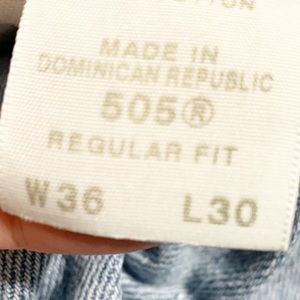 MADE IN
DOMINICAN REPUBLIC
505®
REGULAR FIT
W36 L30